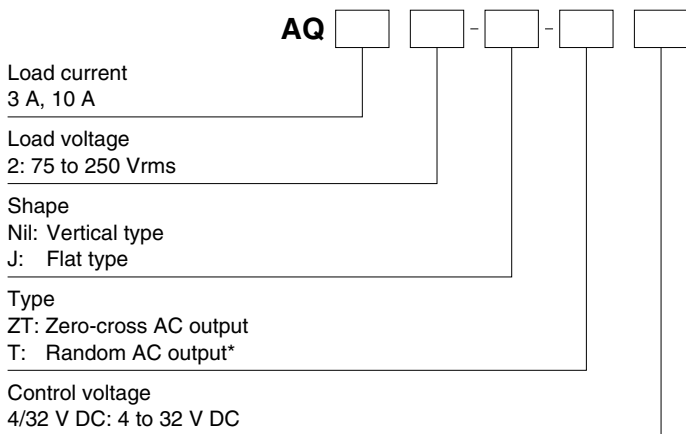 AQ - -
Load current
3 A, 10 A
Load voltage
2: 75 to 250 Vrms
Shape
Nil: Vertical type
J: Flat type
Type
ZT: Zero-cross AC output
T: Random AC output*
Control voltage
4/32 V DC: 4 to 32 V DC